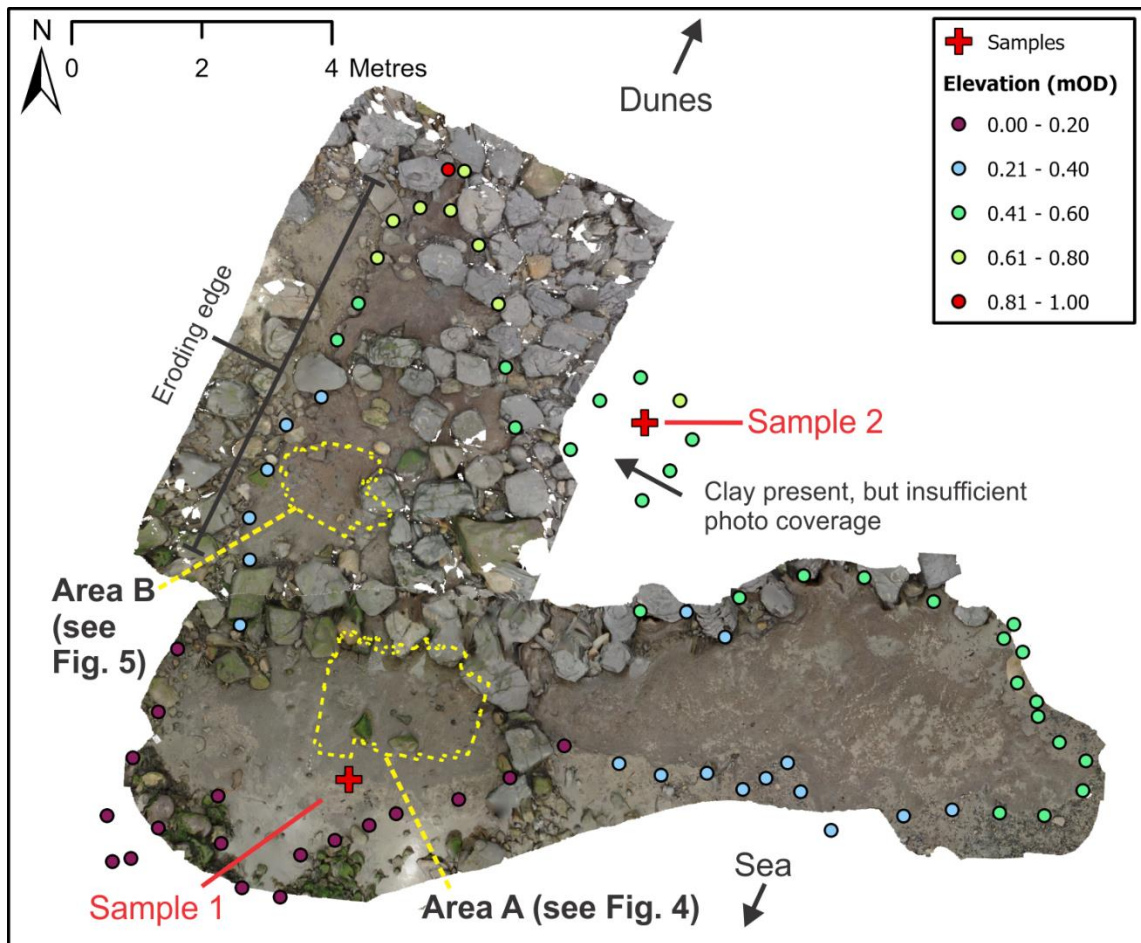 N
0 2 4 Metres
Dunes
Samples
Elevation (mOD)
0.00 - 0.20
0.21 - 0.40
0.41 - 0.60
0.61 - 0.80
0.81 - 1.00
Eroding edge
Sample 2
Clay present, but insufficient
photo coverage
Area B
(see
Fig. 5)
Sample 1
Area A (see Fig. 4)
Sea